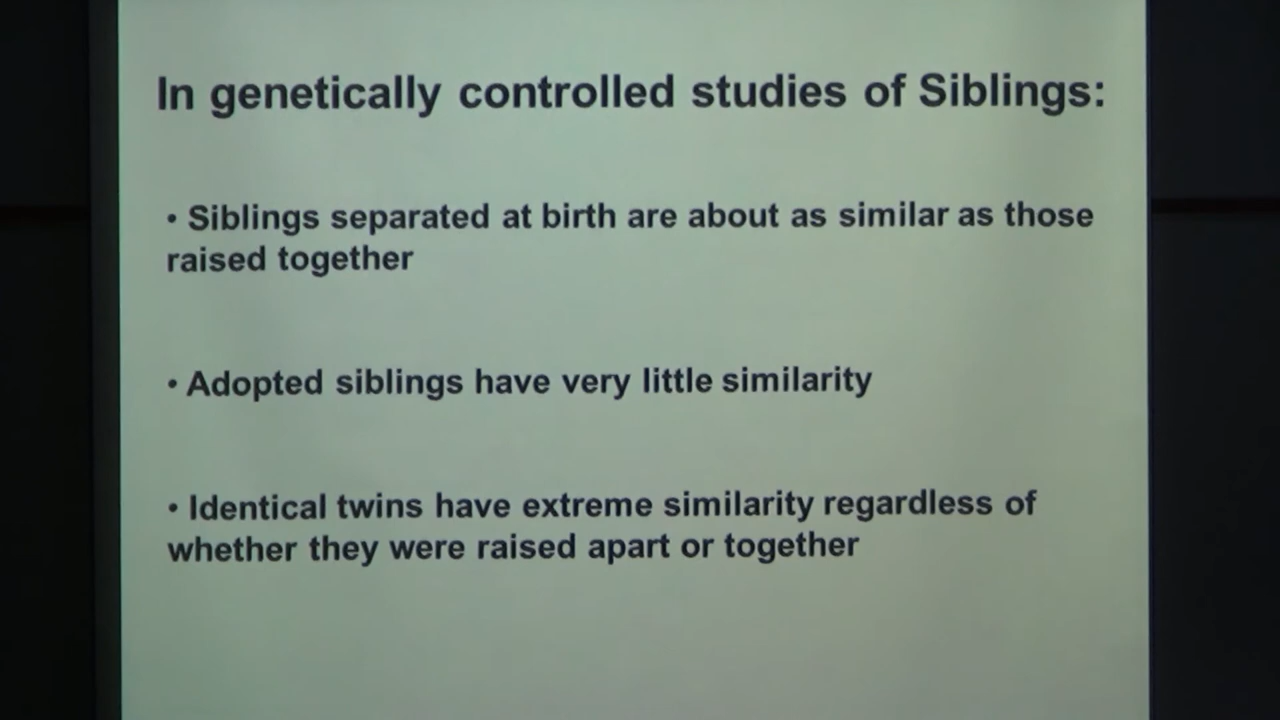 In genetically controlled studies of Siblings:
• Siblings separated at birth are about as similar as those
raised together
• Adopted siblings have very little similarity
• Identical twins have extreme similarity regardless of
whether they were raised apart or together